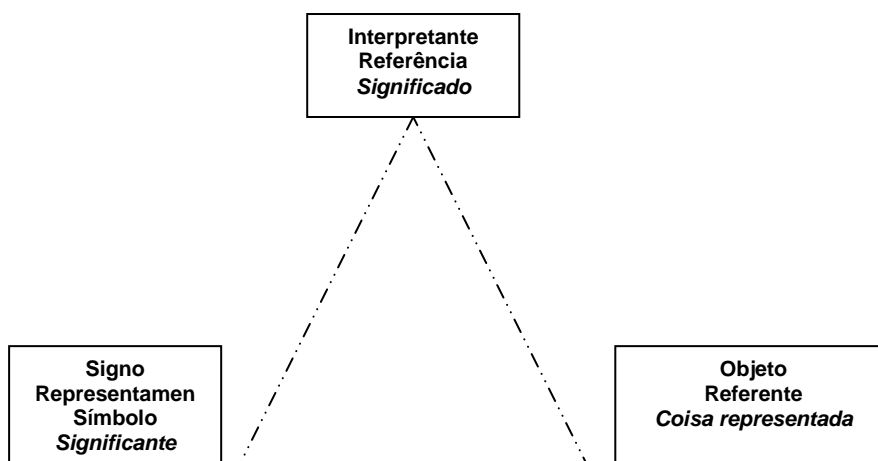 Interpretante
Referência
Significado
Signo
Representamen
Símbolo
Significante
Objeto
Referente
Coisa representada